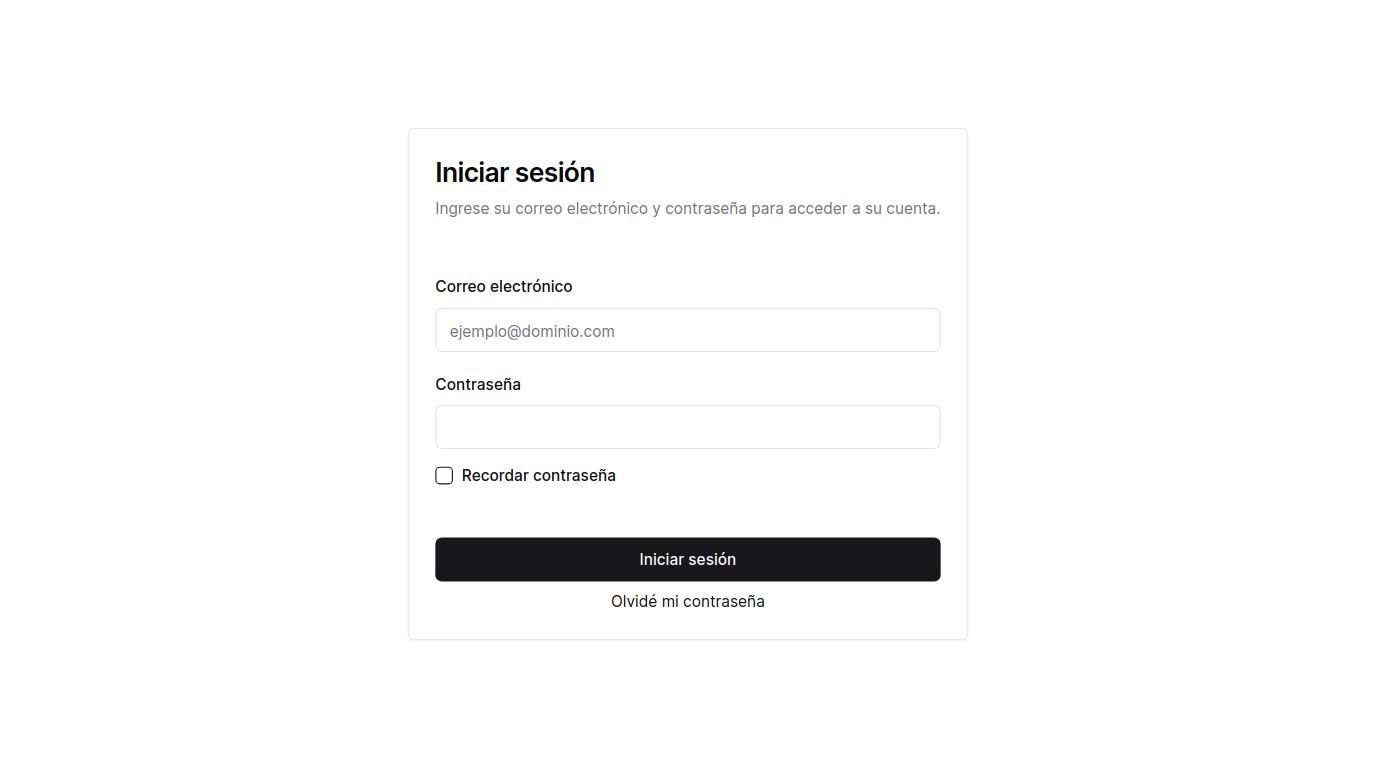 Iniciar sesión
Ingrese su correo electrónico y contraseña para acceder a su cuenta.
Correo electrónico
ejemplo@dominio.com
Contraseña
Recordar contraseña
Iniciar sesión
Olvidé mi contraseña